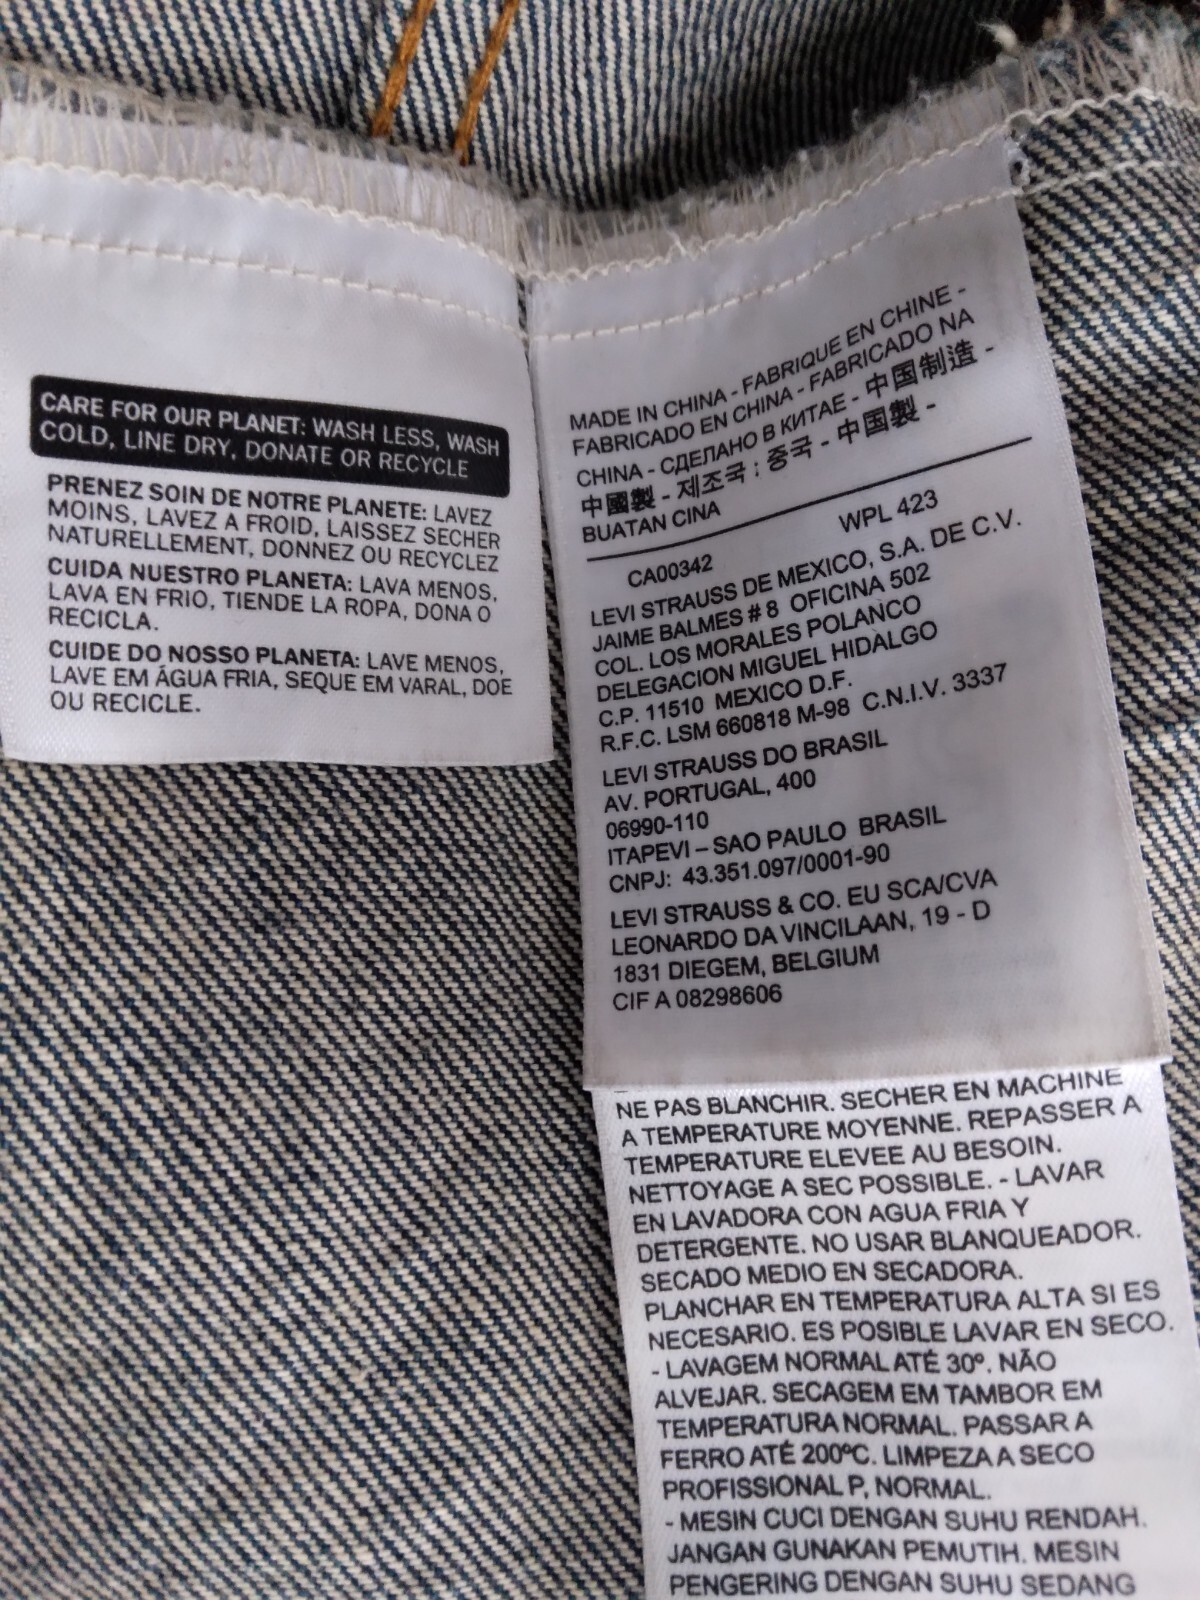 CARE FOR OUR PLANET: WASH LESS, WASH
COLD, LINE DRY, DONATE OR RECYCLE
PRENEZ SOIN DE NOTRE PLANETE: LAVEZ
MOINS, LAVEZ A FROID, LAISSEZ SECHER
NATURELLEMENT, DONNEZ OU RECYCLEZ
CUIDA NUESTRO PLANETA: LAVA MENOS,
LAVA EN FRIO, TIENDE LA ROPA, DONA O
RECICLA.
CUIDE DO NOSSO PLANETA: LAVE MENOS,
LAVE EM ÁGUA FRIA, SEQUE EM VARAL, DOE
OU RECICLE.
MADE IN CHINA - FABRIQUE EN CHINE -
FABRICADO EN CHINA - FABRICADO NA
CHINA - СДЕЛАНО В КИТАЕ - 中国制造 -
中國製 - 제조국 : 중국 - 中国製 -
BUATAN CINA
CA00342 WPL 423
LEVI STRAUSS DE MEXICO, S.A. DE C.V.
JAIME BALMES # 8 OFICINA 502
COL. LOS MORALES POLANCO
DELEGACION MIGUEL HIDALGO
C.P. 11510 MEXICO D.F.
R.F.C. LSM 660818 M-98 C.N.I.V. 3337
LEVI STRAUSS DO BRASIL
AV. PORTUGAL, 400
06990-110
ITAPEVI – SAO PAULO BRASIL
CNPJ: 43.351.097/0001-90
LEVI STRAUSS & CO. EU SCA/CVA
LEONARDO DA VINCILAAN, 19 - D
1831 DIEGEM, BELGIUM
CIF A 08298606
NE PAS BLANCHIR. SECHER EN MACHINE
A TEMPERATURE MOYENNE. REPASSER A
TEMPERATURE ELEVEE AU BESOIN.
NETTOYAGE A SEC POSSIBLE. - LAVAR
EN LAVADORA CON AGUA FRIA Y
DETERGENTE. NO USAR BLANQUEADOR.
SECADO MEDIO EN SECADORA.
PLANCHAR EN TEMPERATURA ALTA SI ES
NECESARIO. ES POSIBLE LAVAR EN SECO.
- LAVAGEM NORMAL ATÉ 30º. NÃO
ALVEJAR. SECAGEM EM TAMBOR EM
TEMPERATURA NORMAL. PASSAR A
FERRO ATÉ 200ºC. LIMPEZA A SECO
PROFISSIONAL P, NORMAL.
- MESIN CUCI DENGAN SUHU RENDAH.
JANGAN GUNAKAN PEMUTIH. MESIN
PENGERING DENGAN SUHU SEDANG